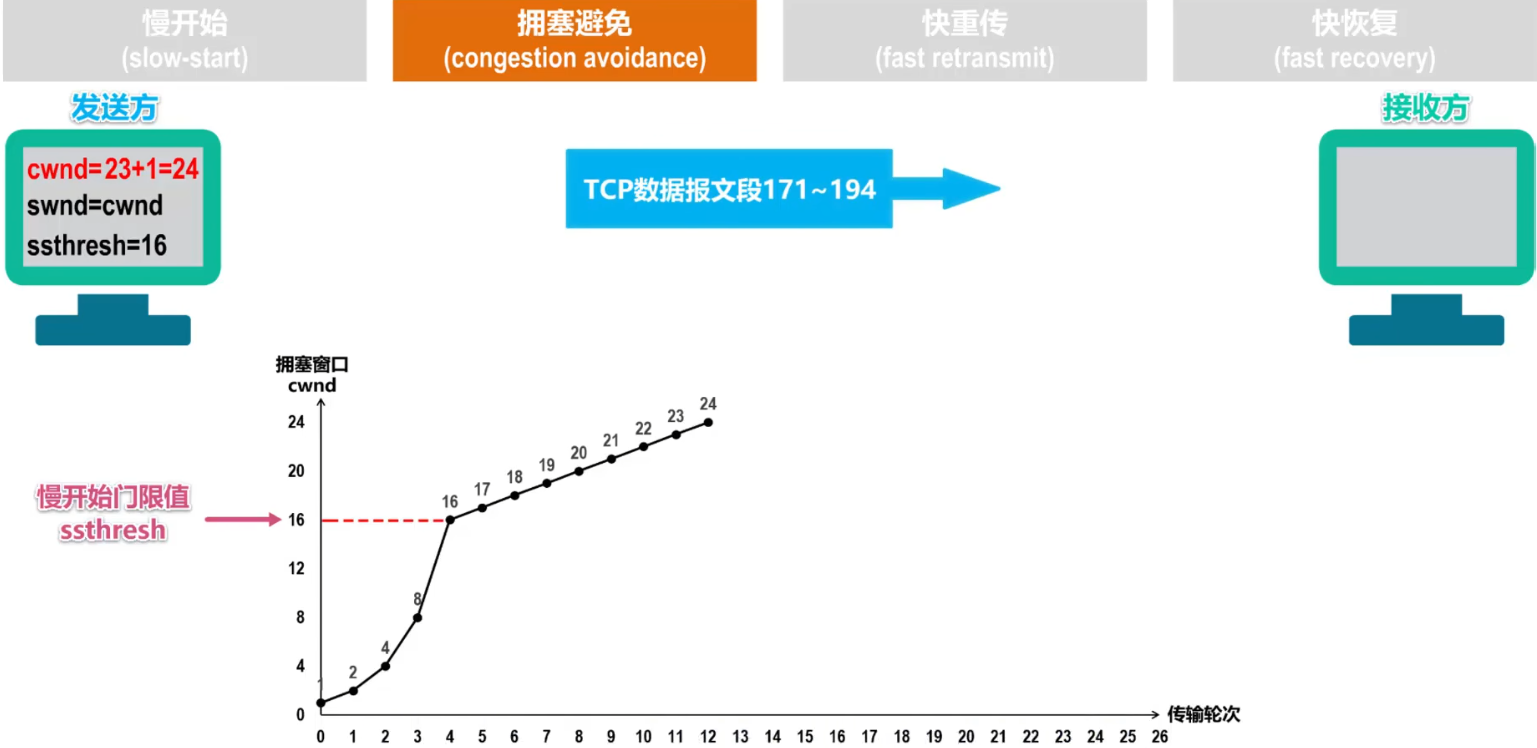 慢开始
(slow-start)
拥塞避免
(congestion avoidance)
快重传
(fast retransmit)
快恢复
(fast recovery)
发送方
cwnd=23+1=24
swnd=cwnd
ssthresh=16
TCP数据报文段171~194
接收方
拥塞窗口
cwnd
24
20
16
12
8
4
0
慢开始门限值
ssthresh
2
4
8
16
17
18
19
20
21
22
23
24
0 1 2 3 4 5 6 7 8 9 10 11 12 13 14 15 16 17 18 19 20 21 22 23 24 25 26
传输轮次